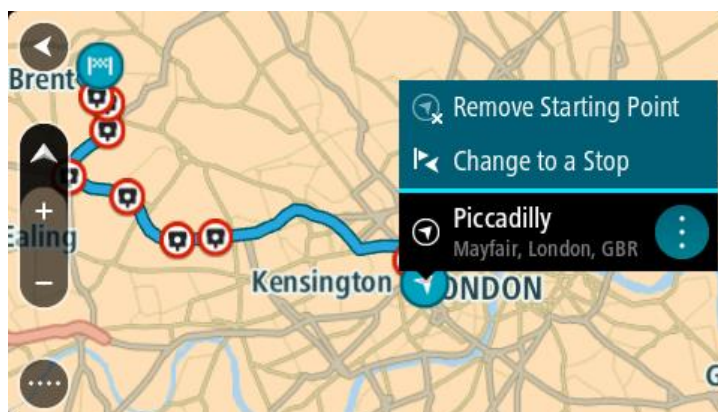 Brent
Remove Starting Point
Change to a Stop
Piccadilly
Mayfair, London, GBR
Ealing
Kensington
ONDON
G